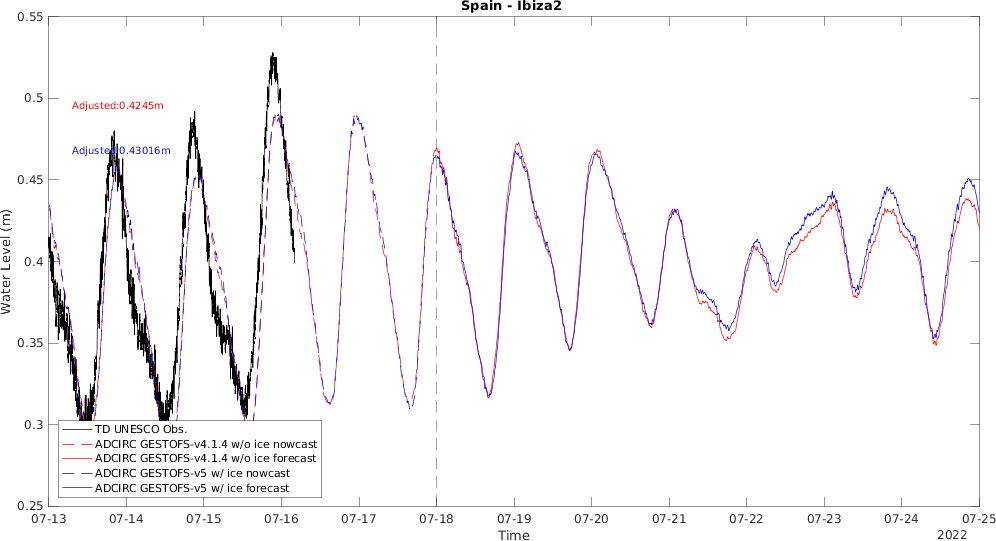 Spain - Ibiza2
0.55
0.5
0.45
0.4
0.35
0.3
0.25
Water Level (m)
Adjusted:0.4245m
Adjusted:0.43016m
TD UNESCO Obs.
ADCIRC GESTOFS-v4.1.4 w/o ice nowcast
ADCIRC GESTOFS-v4.1.4 w/o ice forecast
ADCIRC GESTOFS-v5 w/ ice nowcast
ADCIRC GESTOFS-v5 w/ ice forecast
07-13 07-14 07-15 07-16 07-17 07-18 07-19 07-20 07-21 07-22 07-23 07-24 07-25
Time
2022